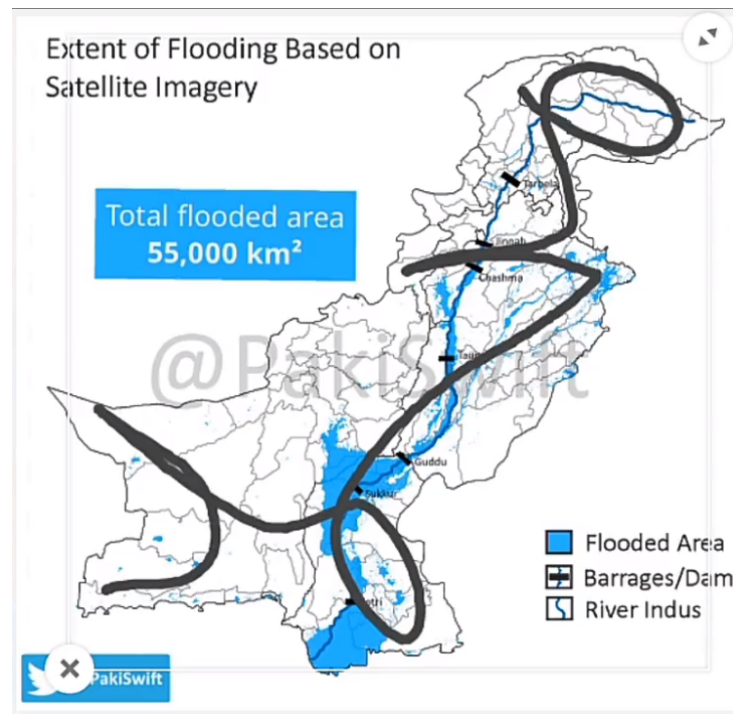 Extent of Flooding Based on
Satellite Imagery
Total flooded area
55,000 km²
Tarbela
Jinnah
Chashma
@PakiSwift
Guddu
Sukkur
Flooded Area
Barrages/Dam
River Indus
PakiSwift